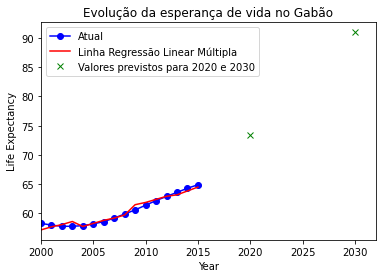 Evolução da esperança de vida no Gabão
Atual
Linha Regressão Linear Múltipla
Valores previstos para 2020 e 2030
Life Expectancy
90
85
80
75
70
65
60
2000
2005
2010
2015
2020
2025
2030
Year